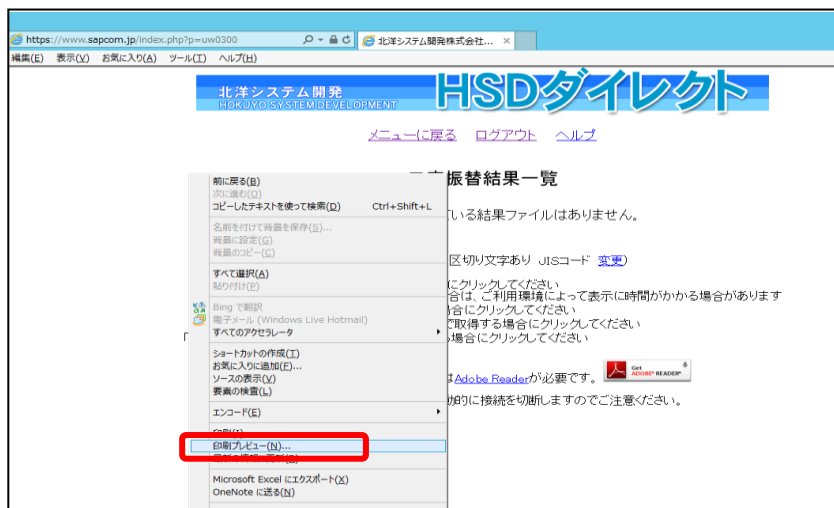 https://www.sapcom.jp/index.php?p=uw0300
北洋システム開発株式会社...
編集(E) 表示(V) お気に入り(A) ツール(T) ヘルプ(H)
北洋システム開発
HOKUYO SYSTEM DEVELOPMENT
HSDダイレクト
メニューに戻る ログアウト ヘルプ
振替結果一覧
いる結果ファイルはありません。
区切り文字あり JISコード 変更)
にクリックしてください
合は、ご利用環境によって表示に時間がかかる場合があります
合にクリックしてください
で取得する場合にクリックしてください
場合にクリックしてください
「
はAdobe Readerが必要です。
Get ADOBE® READER®
動的に接続を切断しますのでご注意ください。
前に戻る(B)
次に進む(O)
コピーしたテキストを使って検索(D) Ctrl+Shift+L
名前を付けて背景を保存(S)...
背景に設定(G)
背景のコピー(C)
すべて選択(A)
貼り付け(P)
Bing で翻訳
電子メール (Windows Live Hotmail)
すべてのアクセラレータ
ショートカットの作成(T)
お気に入りに追加(F)...
ソースの表示(V)
要素の検査(L)
エンコード(E)
印刷(I)...
印刷プレビュー(N)...
Microsoft Excel にエクスポート(X)
OneNote に送る(N)